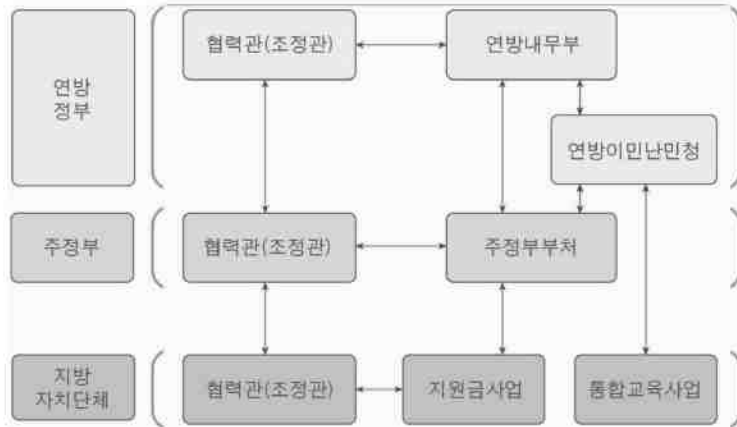 연방
정부
협력관(조정관)
연방내무부
연방이민난민청
주정부
협력관(조정관)
주정부부처
지방
자치단체
협력관(조정관)
지원금사업
통합교육사업